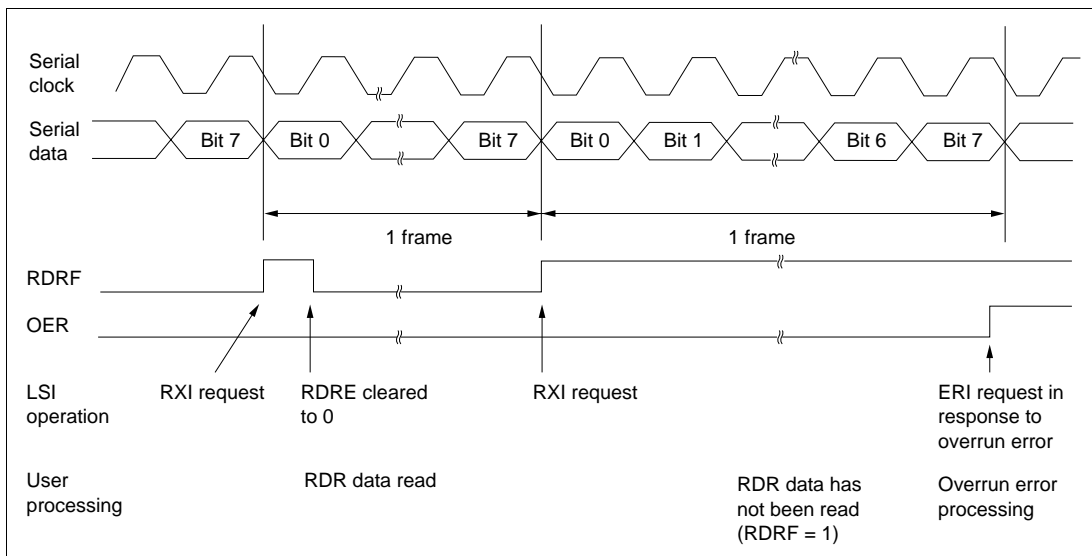 Serial
clock
Serial
data
Bit 7
Bit 0
Bit 7
Bit 0
Bit 1
Bit 6
Bit 7
1 frame
1 frame
RDRF
OER
LSI
operation
RXI request
RDRE cleared
to 0
RXI request
ERI request in
response to
overrun error
User
processing
RDR data read
RDR data has
not been read
(RDRF = 1)
Overrun error
processing